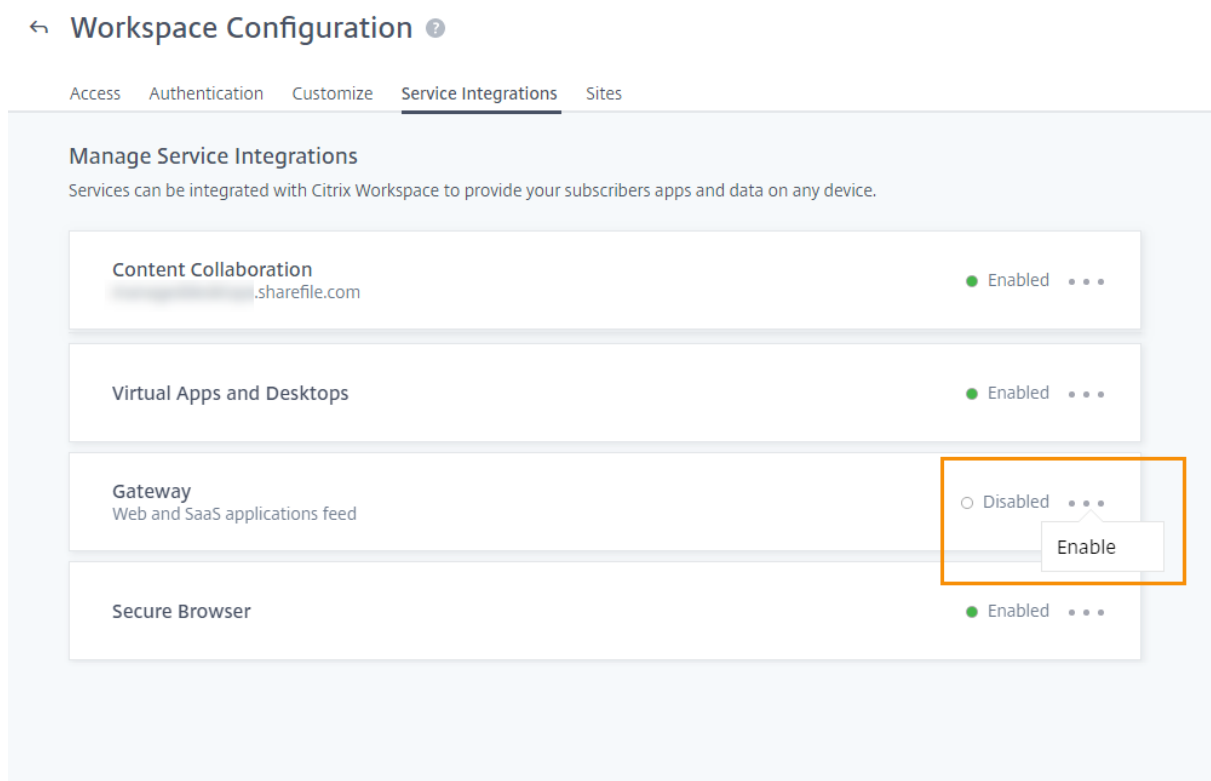 Workspace Configuration ?
Access Authentication Customize Service Integrations Sites
Manage Service Integrations
Services can be integrated with Citrix Workspace to provide your subscribers apps and data on any device.
Content Collaboration
.sharefile.com
Enabled
Virtual Apps and Desktops
Enabled
Gateway
Web and SaaS applications feed
Disabled
Enable
Secure Browser
Enabled